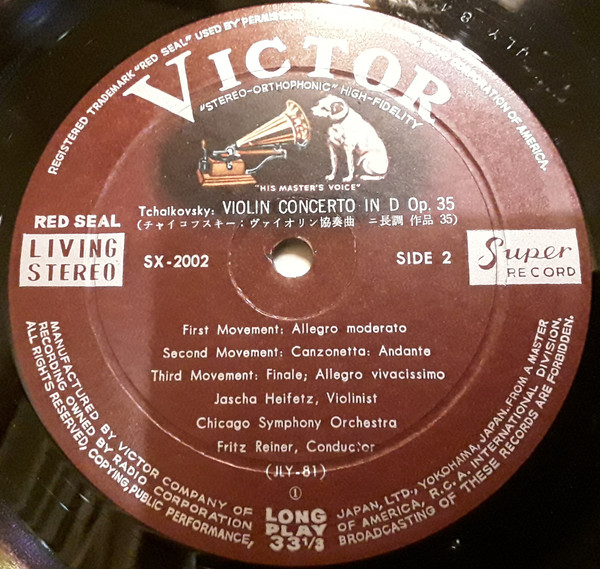 REGISTERED TRADEMARK "RED SEAL" USED BY PERMISSION
CORPORATION OF AMERICA.
VICTOR
"STEREO-ORTHOPHONIC" HIGH-FIDELITY
"HIS MASTER'S VOICE"
Tchaikovsky: VIOLIN CONCERTO IN D Op. 35
(チャイコフスキー：ヴァイオリン協奏曲 ニ長調 作品 35)
RED SEAL
LIVING
STEREO
SX-2002
SIDE 2
Super
RECORD
First Movement: Allegro moderato
Second Movement: Canzonetta: Andante
Third Movement: Finale; Allegro vivacissimo
Jascha Heifetz, Violinist
Chicago Symphony Orchestra
Fritz Reiner, Conductor
(JLY-81)
①
LONG
PLAY
33 1/3
MANUFACTURED BY VICTOR COMPANY OF
JAPAN, LTD., YOKOHAMA, JAPAN. FROM A MASTER
RECORDING OWNED BY RADIO CORPORATION
OF AMERICA, R.C.A. INTERNATIONAL DIVISION.
ALL RIGHTS RESERVED, COPYING, PUBLIC PERFORMANCE,
BROADCASTING OF THESE RECORDS ARE FORBIDDEN.